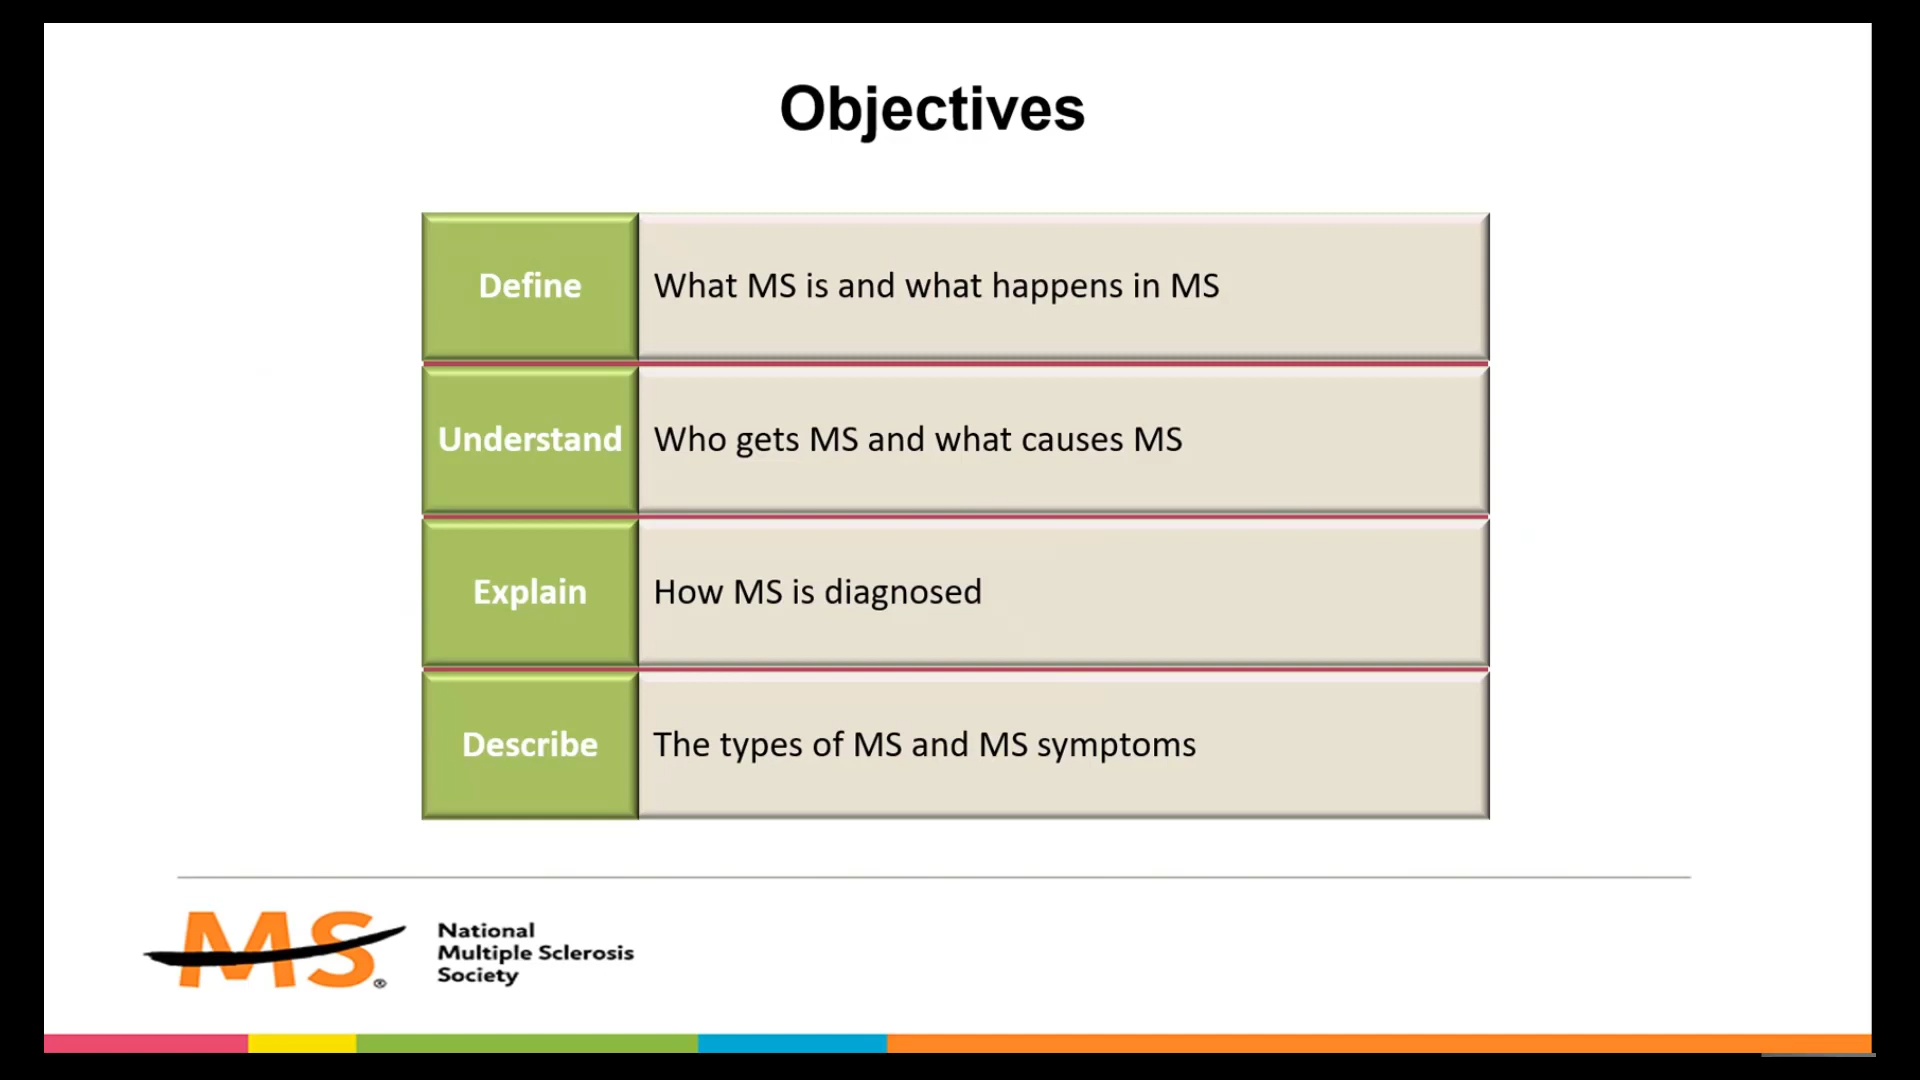 Objectives
Define
What MS is and what happens in MS
Understand
Who gets MS and what causes MS
Explain
How MS is diagnosed
Describe
The types of MS and MS symptoms
MS®
National
Multiple Sclerosis
Society